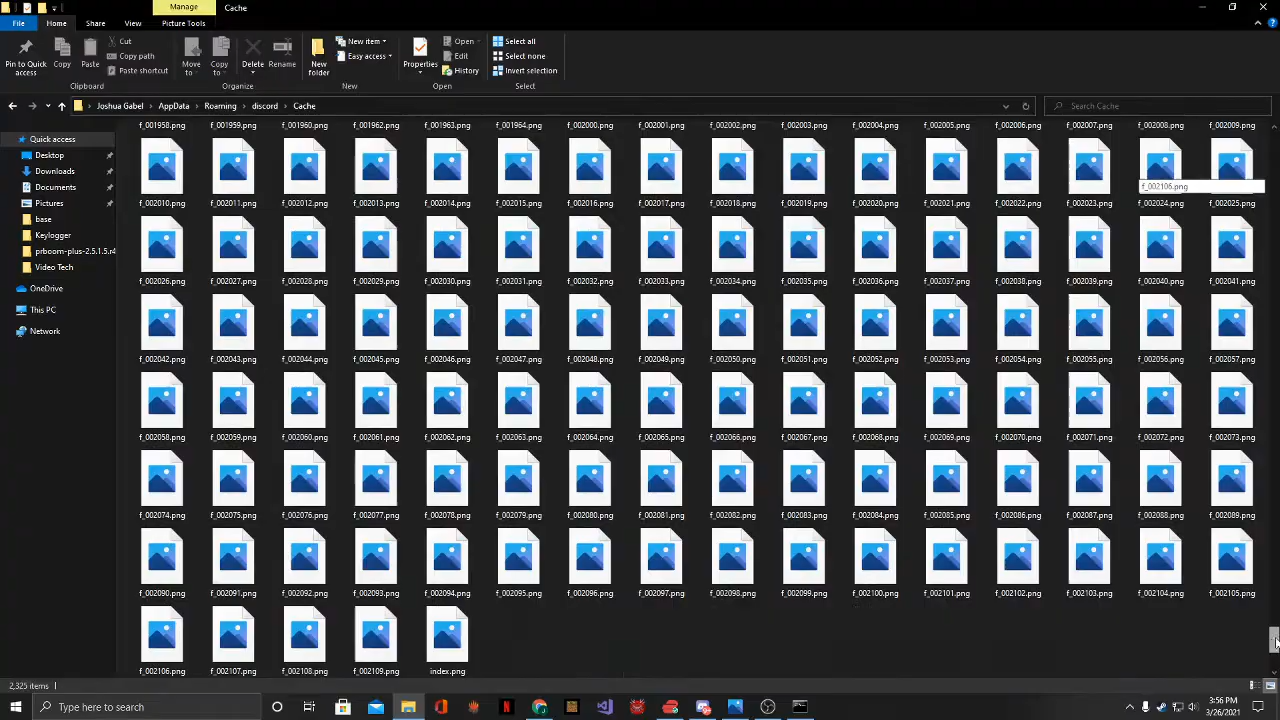 Manage
Cache
File
Home
Share
View
Picture Tools
Pin to Quick access
Copy
Paste
Cut
Copy path
Paste shortcut
Move to
Copy to
Delete
Rename
New folder
New item
Easy access
Properties
Open
Edit
History
Select all
Select none
Invert selection
Clipboard
Organize
New
Open
Select
Joshua Gabel > AppData > Roaming > discord > Cache
Search Cache
Quick access
Desktop
Downloads
Documents
Pictures
base
Keylogger
prboom-plus-2.5.1.5.r4
Video Tech
OneDrive
This PC
Network
f_001958.png f_001959.png f_001960.png f_001962.png f_001963.png f_001964.png f_002000.png f_002001.png f_002002.png f_002003.png f_002004.png f_002005.png f_002006.png f_002007.png f_002008.png f_002009.png
f_002106.png
f_002010.png f_002011.png f_002012.png f_002013.png f_002014.png f_002015.png f_002016.png f_002017.png f_002018.png f_002019.png f_002020.png f_002021.png f_002022.png f_002023.png f_002024.png f_002025.png
f_002026.png f_002027.png f_002028.png f_002029.png f_002030.png f_002031.png f_002032.png f_002033.png f_002034.png f_002035.png f_002036.png f_002037.png f_002038.png f_002039.png f_002040.png f_002041.png
f_002042.png f_002043.png f_002044.png f_002045.png f_002046.png f_002047.png f_002048.png f_002049.png f_002050.png f_002051.png f_002052.png f_002053.png f_002054.png f_002055.png f_002056.png f_002057.png
f_002058.png f_002059.png f_002060.png f_002061.png f_002062.png f_002063.png f_002064.png f_002065.png f_002066.png f_002067.png f_002068.png f_002069.png f_002070.png f_002071.png f_002072.png f_002073.png
f_002074.png f_002075.png f_002076.png f_002077.png f_002078.png f_002079.png f_002080.png f_002081.png f_002082.png f_002083.png f_002084.png f_002085.png f_002086.png f_002087.png f_002088.png f_002089.png
f_002090.png f_002091.png f_002092.png f_002093.png f_002094.png f_002095.png f_002096.png f_002097.png f_002098.png f_002099.png f_002100.png f_002101.png f_002102.png f_002103.png f_002104.png f_002105.png
f_002106.png f_002107.png f_002108.png f_002109.png index.png
2,325 items
Type here to search
3:56 PM
3/26/2021